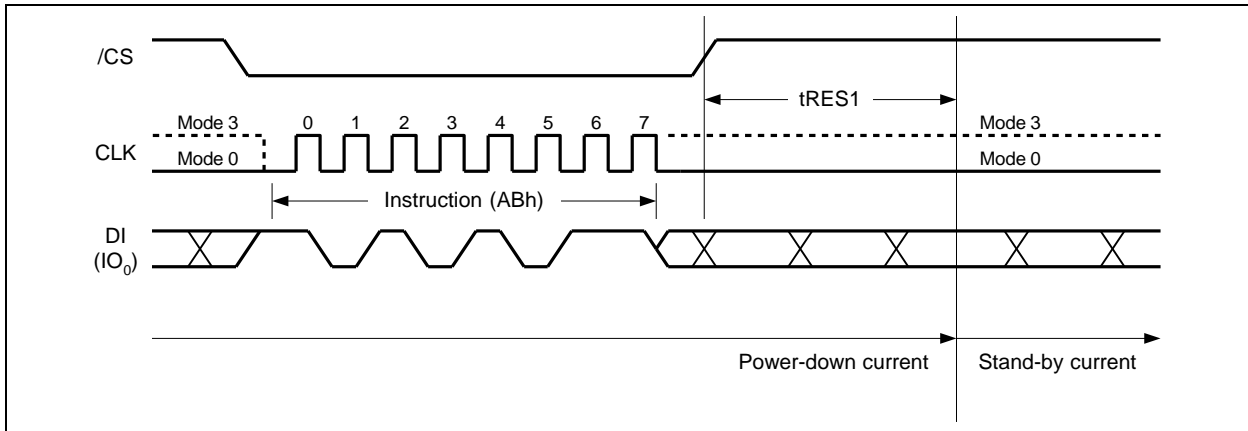 /CS
tRES1
Mode 3
0 1 2 3 4 5 6 7
Mode 3
CLK
Mode 0
Mode 0
Instruction (ABh)
DI
(IO0)
Power-down current
Stand-by current